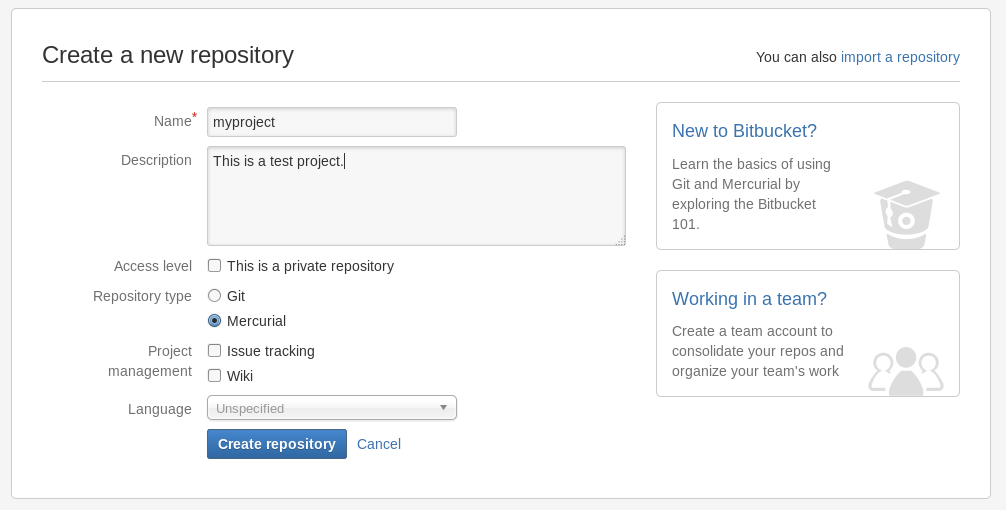 Create a new repository
You can also import a repository
Name*
myproject
Description
This is a test project.
Access level
This is a private repository
Repository type
Git
Mercurial
Project
management
Issue tracking
Wiki
Language
Unspecified
Create repository
Cancel
New to Bitbucket?
Learn the basics of using
Git and Mercurial by
exploring the Bitbucket
101.
Working in a team?
Create a team account to
consolidate your repos and
organize your team's work